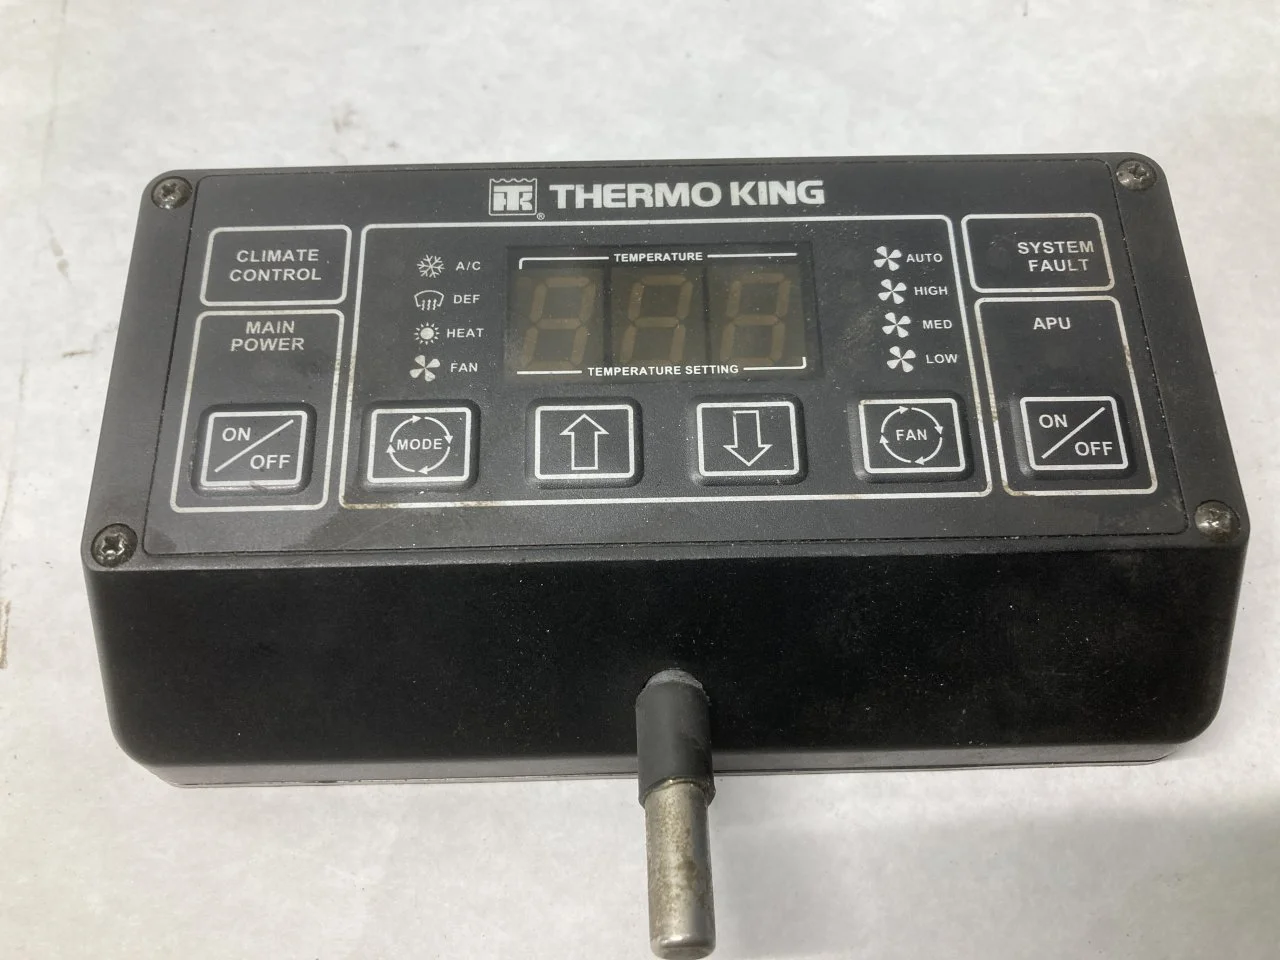 THERMO KING
®
CLIMATE
CONTROL
MAIN
POWER
ON
OFF
A/C
DEF
HEAT
FAN
MODE
TEMPERATURE
TEMPERATURE SETTING
AUTO
HIGH
MED
LOW
FAN
SYSTEM
FAULT
APU
ON
OFF